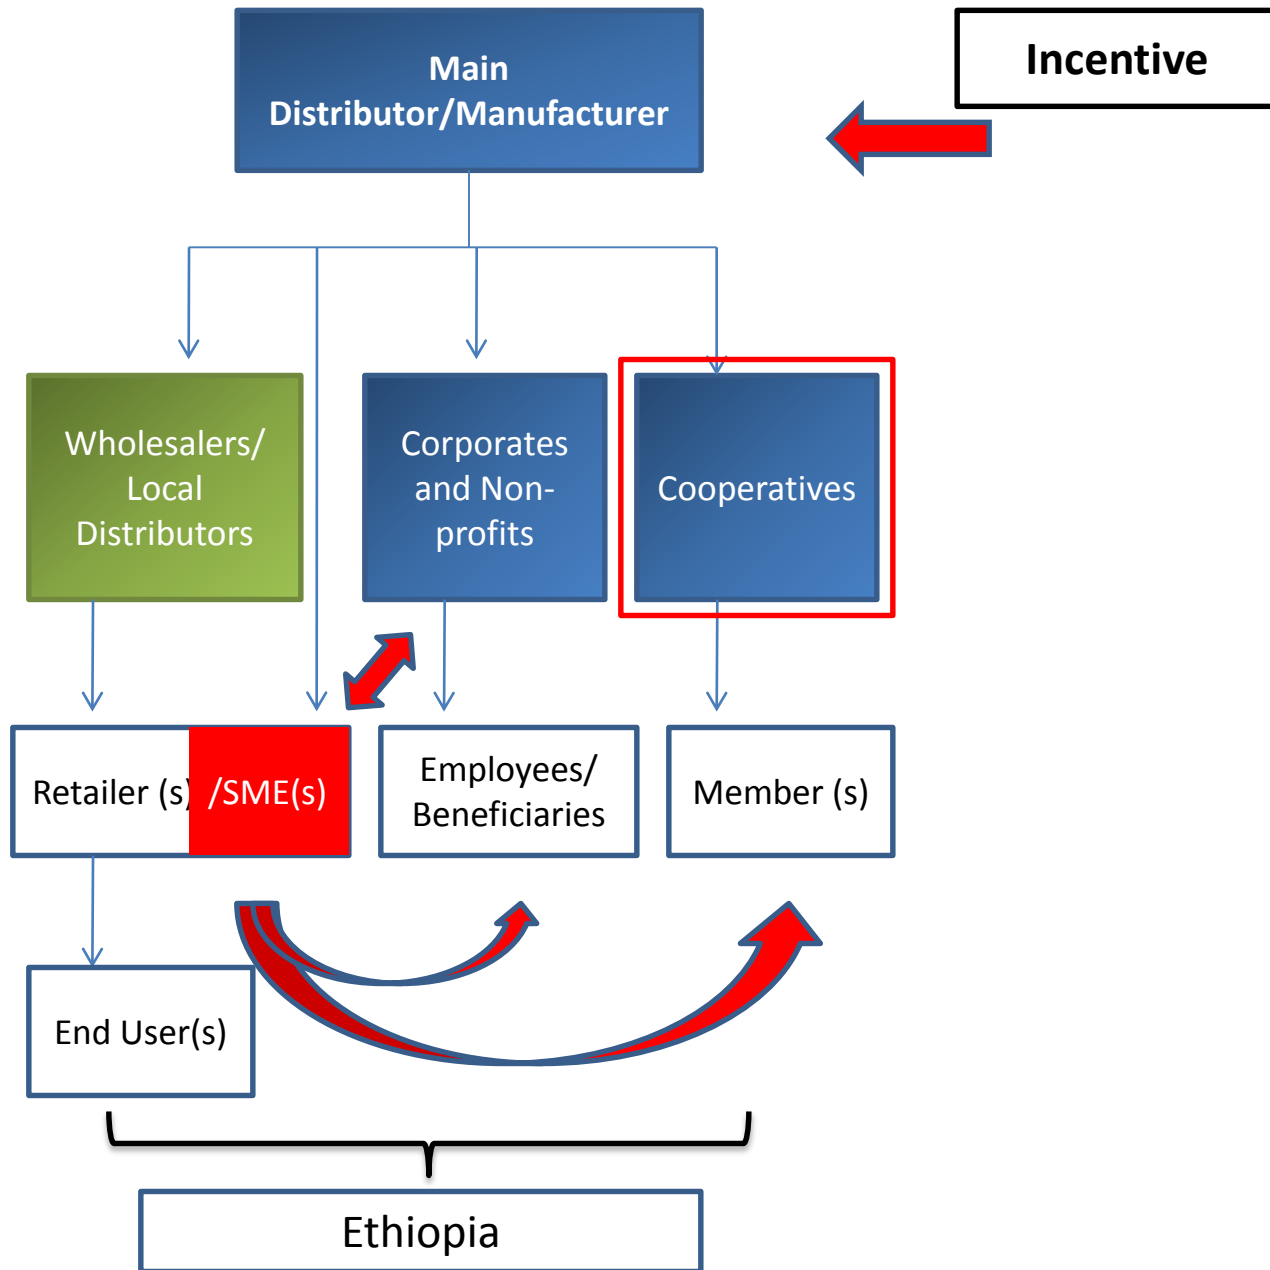 Main
Distributor/Manufacturer
Incentive
Wholesalers/
Local
Distributors
Corporates
and Non-
profits
Cooperatives
Retailer (s) /SME(s)
Employees/
Beneficiaries
Member (s)
End User(s)
Ethiopia